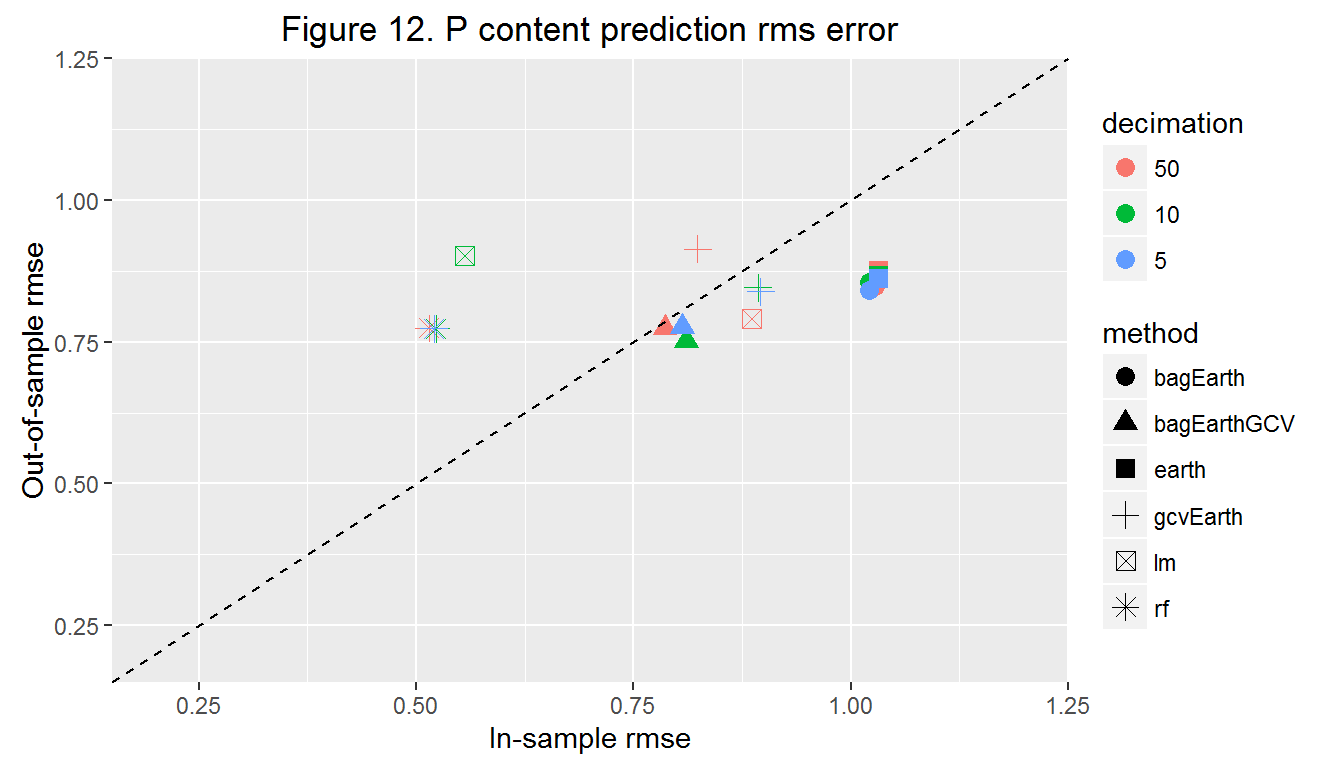 Figure 12. P content prediction rms error
1.25
1.00
0.75
0.50
0.25
Out-of-sample rmse
0.25
0.50
0.75
1.00
1.25
In-sample rmse
decimation
50
10
5
method
bagEarth
bagEarthGCV
earth
gcvEarth
lm
rf